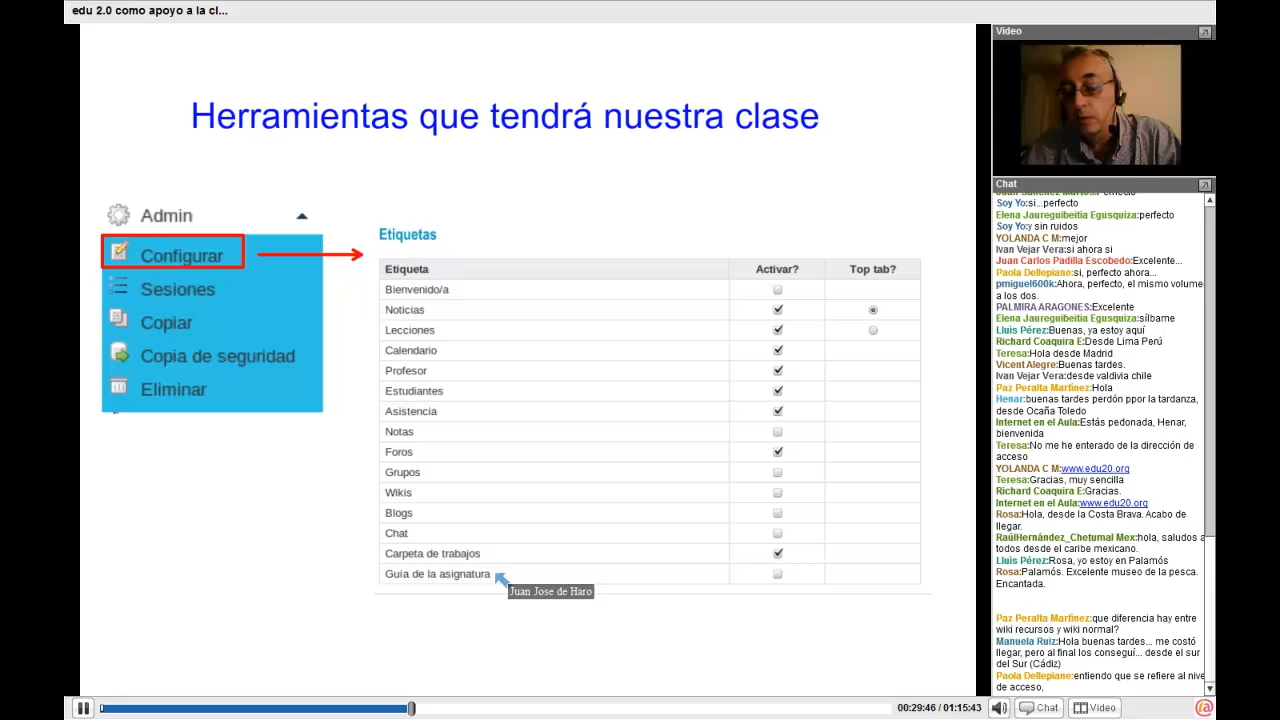 edu 2.0 como apoyo a la cl...
Herramientas que tendrá nuestra clase
Admin
Configurar
Sesiones
Copiar
Copia de seguridad
Eliminar
Etiquetas
Etiqueta Activar? Top tab?
Bienvenido/a
Noticias
Lecciones
Calendario
Profesor
Estudiantes
Asistencia
Notas
Foros
Grupos
Wikis
Blogs
Chat
Carpeta de trabajos
Guía de la asignatura
Juan Jose de Haro
Video
Chat
Soy Yo:si...perfecto
Elena Jaureguibeitia Egusquiza:perfecto
Soy Yo:y sin ruidos
YOLANDA C M:mejor
Ivan Vejar Vera:si ahora si
Juan Carlos Padilla Escobedo:Excelente...
Paola Dellepiane:si, perfecto ahora...
pmiguel600k:Ahora, perfecto, el mismo volume
a los dos.
PALMIRA ARAGONES:Excelente
Elena Jaureguibeitia Egusquiza:sílbame
Lluis Pérez:Buenas, ya estoy aquí
Richard Coaquira E:Desde Lima Perú
Teresa:Hola desde Madrid
Vicent Alegre:Buenas tardes.
Ivan Vejar Vera:desde valdivia chile
Paz Peralta Martínez:Hola
Henar:buenas tardes perdón ppor la tardanza,
desde Ocaña Toledo
Internet en el Aula:Estás pedonada, Henar,
bienvenida
Teresa:No me he enterado de la dirección de
acceso
YOLANDA C M:www.edu20.org
Teresa:Gracias, muy sencilla
Richard Coaquira E:Gracias.
Internet en el Aula:www.edu20.org
Rosa:Hola, desde la Costa Brava. Acabo de
llegar.
RaúlHernández_Chetumal Mex:hola, saludos a
todos desde el caribe mexicano.
Lluis Pérez:Rosa, yo estoy en Palamós
Rosa:Palamós. Excelente museo de la pesca.
Encantada.
Paz Peralta Martínez:que diferencia hay entre
wiki recursos y wiki normal?
Manuela Ruiz:Hola buenas tardes... me costó
llegar, pero al final los conseguí... desde el sur
del Sur (Cádiz)
Paola Dellepiane:entiendo que se refiere al nive
de acceso,
00:29:46 / 01:15:43
Chat
Video